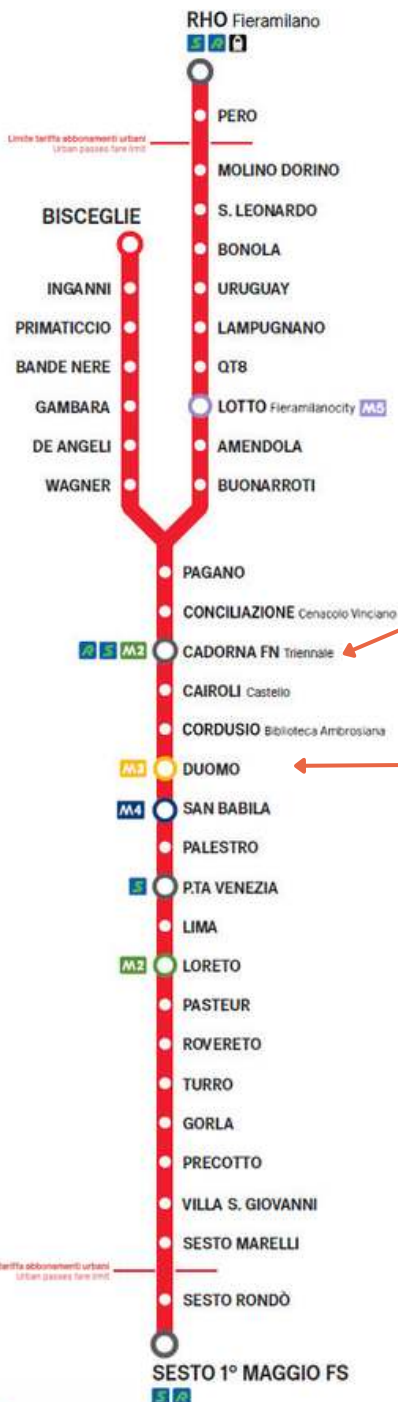 RHO Fieramilano
S R
PERO
Limite tariffa abbonamenti urbani
Urban passes fare limit
MOLINO DORINO
S. LEONARDO
BISCEGLIE
BONOLA
INGANNI
URUGUAY
PRIMATICCIO
LAMPUGNANO
BANDE NERE
QT8
GAMBARA
LOTTO Fieramilanocity M5
DE ANGELI
AMENDOLA
WAGNER
BUONARROTI
PAGANO
CONCILIAZIONE Cenacolo Vinciano
R S M2 CADORNA FN Triennale
CAIROLI Castello
CORDUSIO Biblioteca Ambrosiana
M3 DUOMO
M4 SAN BABILA
PALESTRO
S P.TA VENEZIA
LIMA
M2 LORETO
PASTEUR
ROVERETO
TURRO
GORLA
PRECOTTO
VILLA S. GIOVANNI
SESTO MARELLI
tariffa abbonamenti urbani
Urban passes fare limit
SESTO RONDÒ
SESTO 1° MAGGIO FS
S R